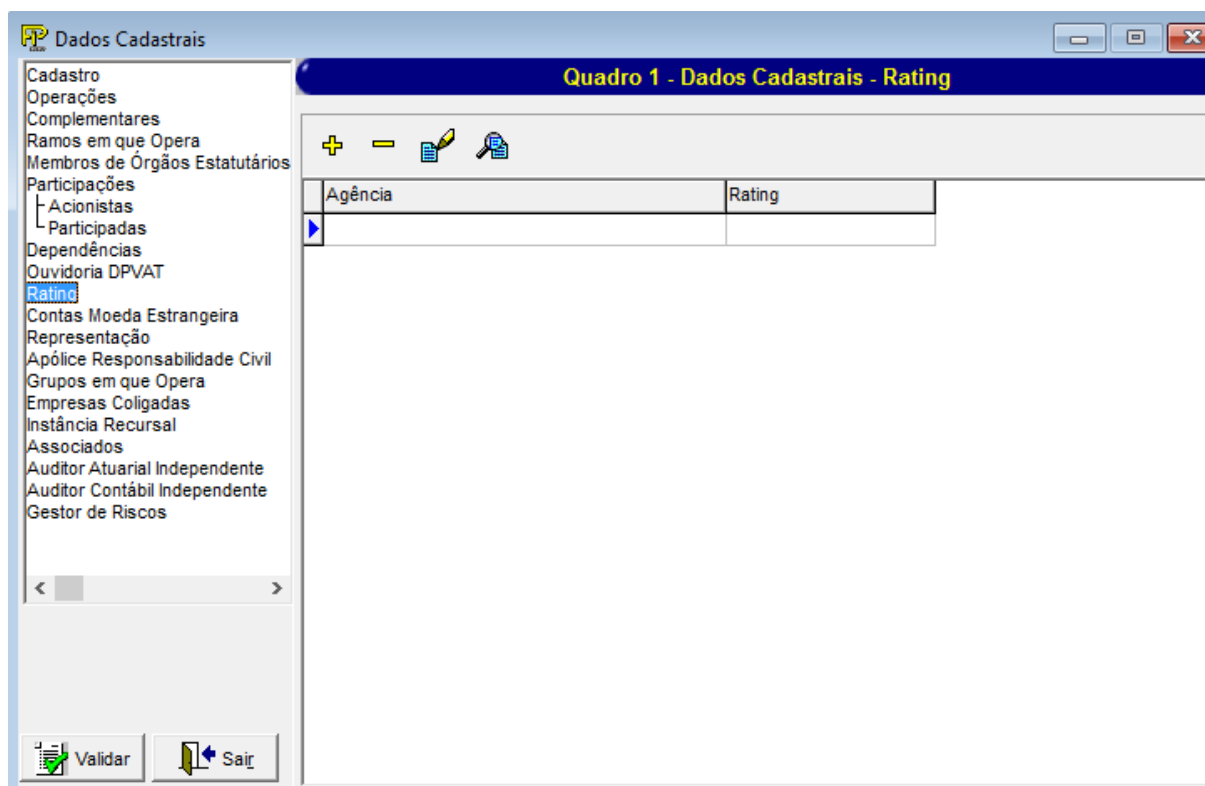 Dados Cadastrais
Cadastro
Operações
Complementares
Ramos em que Opera
Membros de Órgãos Estatutários
Participações
Acionistas
Participadas
Dependências
Ouvidoria DPVAT
Rating
Contas Moeda Estrangeira
Representação
Apólice Responsabilidade Civil
Grupos em que Opera
Empresas Coligadas
Instância Recursal
Associados
Auditor Atuarial Independente
Auditor Contábil Independente
Gestor de Riscos
Validar
Sair
Quadro 1 - Dados Cadastrais - Rating
Agência Rating